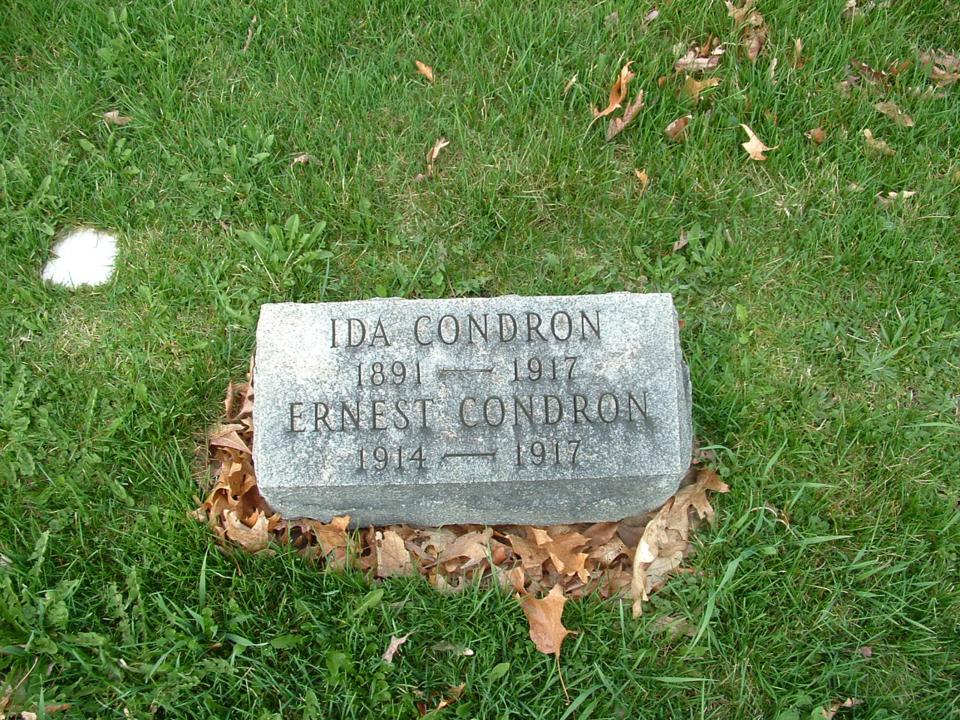 IDA CONDRON
1891 — 1917
ERNEST CONDRON
1914 — 1917